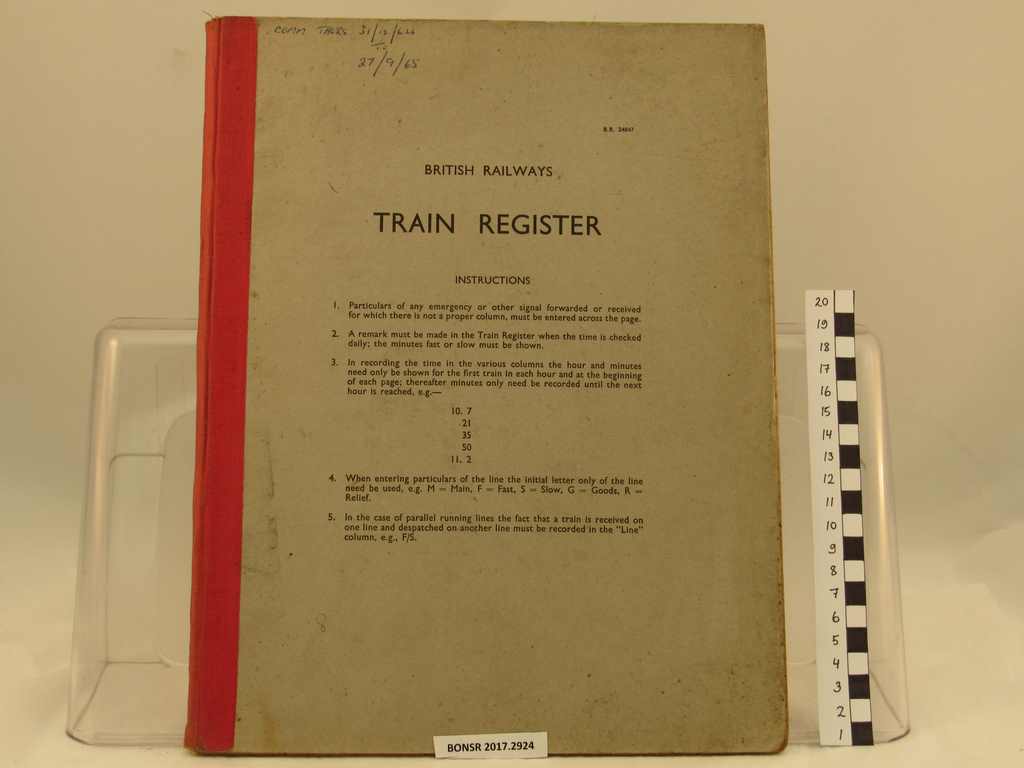 COMM THURS 31/12/64
TO
27/9/65
B.R. 24647
BRITISH RAILWAYS
TRAIN REGISTER
INSTRUCTIONS
1. Particulars of any emergency or other signal forwarded or received
for which there is not a proper column, must be entered across the page.
2. A remark must be made in the Train Register when the time is checked
daily; the minutes fast or slow must be shown.
3. In recording the time in the various columns the hour and minutes
need only be shown for the first train in each hour and at the beginning
of each page; thereafter minutes only need be recorded until the next
hour is reached, e.g.—
10. 7
21
35
50
11. 2
4. When entering particulars of the line the initial letter only of the line
need be used, e.g. M = Main, F = Fast, S = Slow, G = Goods, R =
Relief.
5. In the case of parallel running lines the fact that a train is received on
one line and despatched on another line must be recorded in the "Line"
column, e.g., F/S.
8
BONSR 2017.2924
20
19
18
17
16
15
14
13
12
11
10
9
8
7
6
5
4
3
2
1